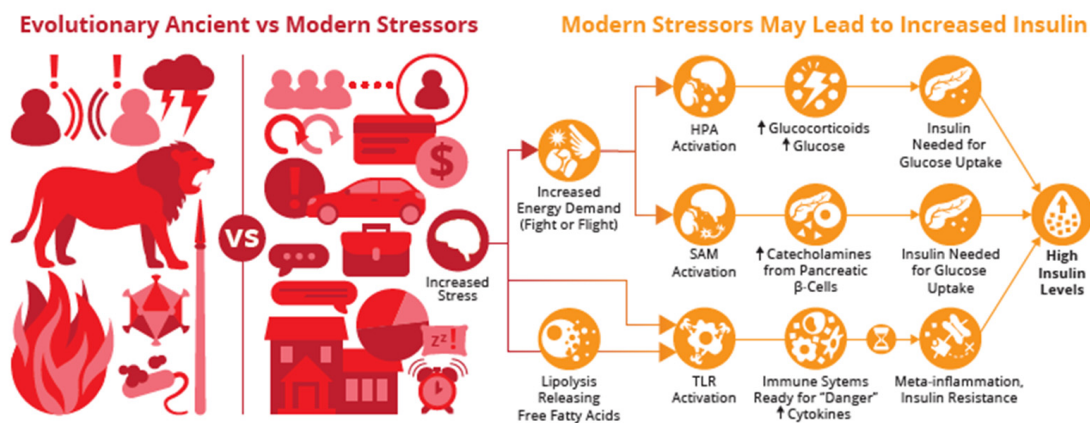 Evolutionary Ancient vs Modern Stressors
Modern Stressors May Lead to Increased Insulin
! !
$
!
VS
zz !
Increased
Stress
Increased
Energy Demand
(Fight or Flight)
Lipolysis
Releasing
Free Fatty Acids
HPA
Activation
↑ Glucocorticoids
↑ Glucose
Insulin
Needed for
Glucose Uptake
SAM
Activation
↑ Catecholamines
from Pancreatic
β-Cells
Insulin Needed
for Glucose
Uptake
TLR
Activation
Immune Sytems
Ready for "Danger"
↑ Cytokines
Meta-inflammation,
Insulin Resistance
High
Insulin
Levels